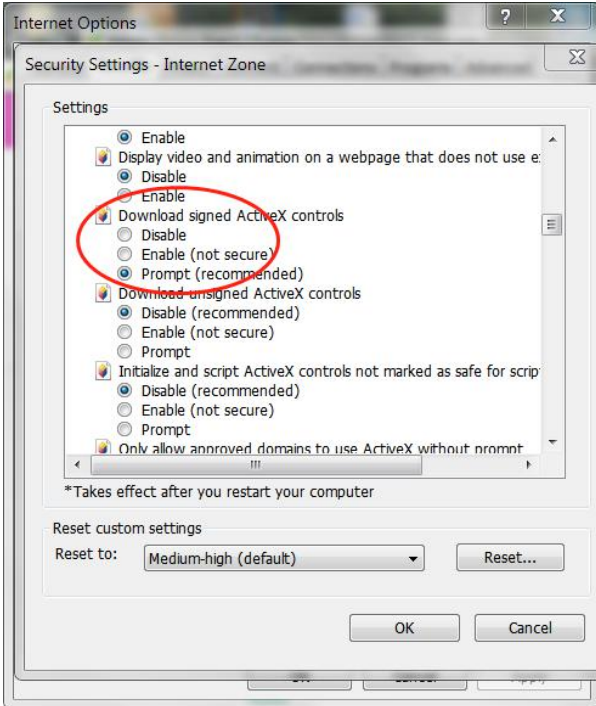 Internet Options
Security Settings - Internet Zone
Settings
Enable
Display video and animation on a webpage that does not use e
Disable
Enable
Download signed ActiveX controls
Disable
Enable (not secure)
Prompt (recommended)
Download unsigned ActiveX controls
Disable (recommended)
Enable (not secure)
Prompt
Initialize and script ActiveX controls not marked as safe for scrip
Disable (recommended)
Enable (not secure)
Prompt
Only allow approved domains to use ActiveX without prompt
*Takes effect after you restart your computer
Reset custom settings
Reset to: Medium-high (default) Reset...
OK Cancel